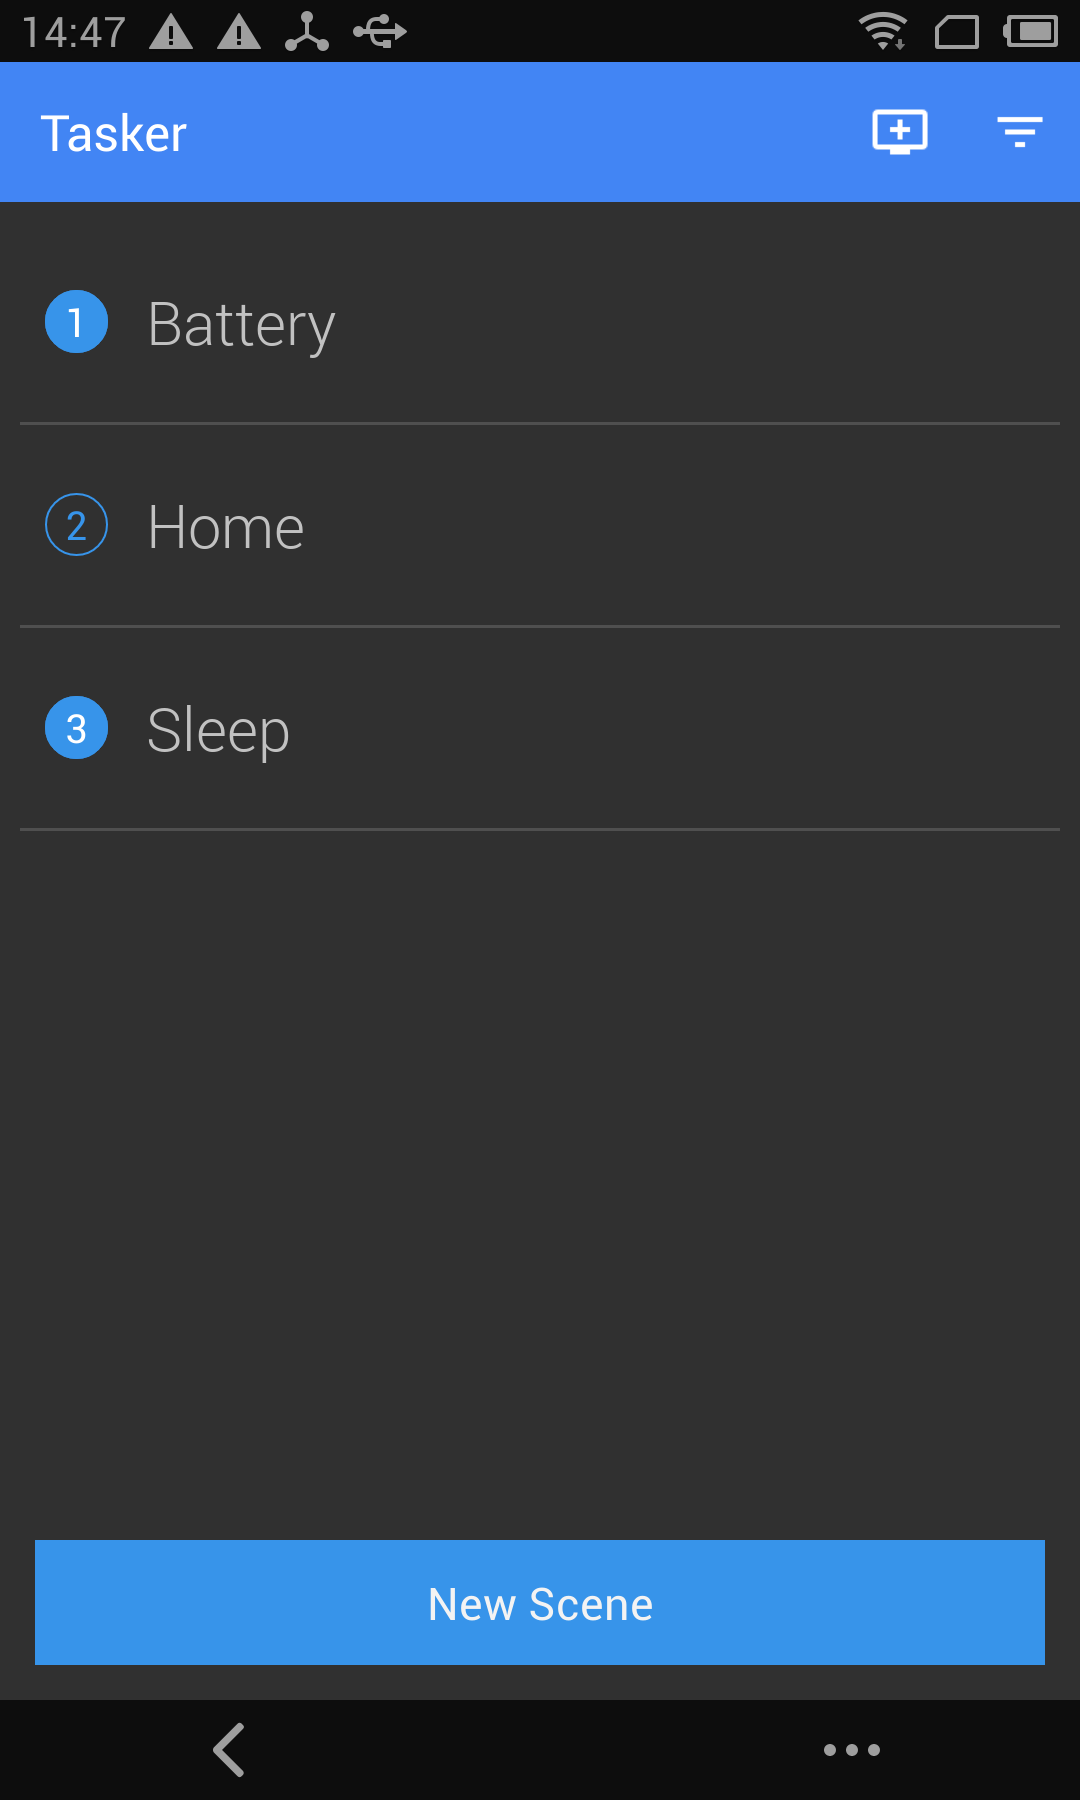 14:47
Tasker
1 Battery
2 Home
3 Sleep
New Scene